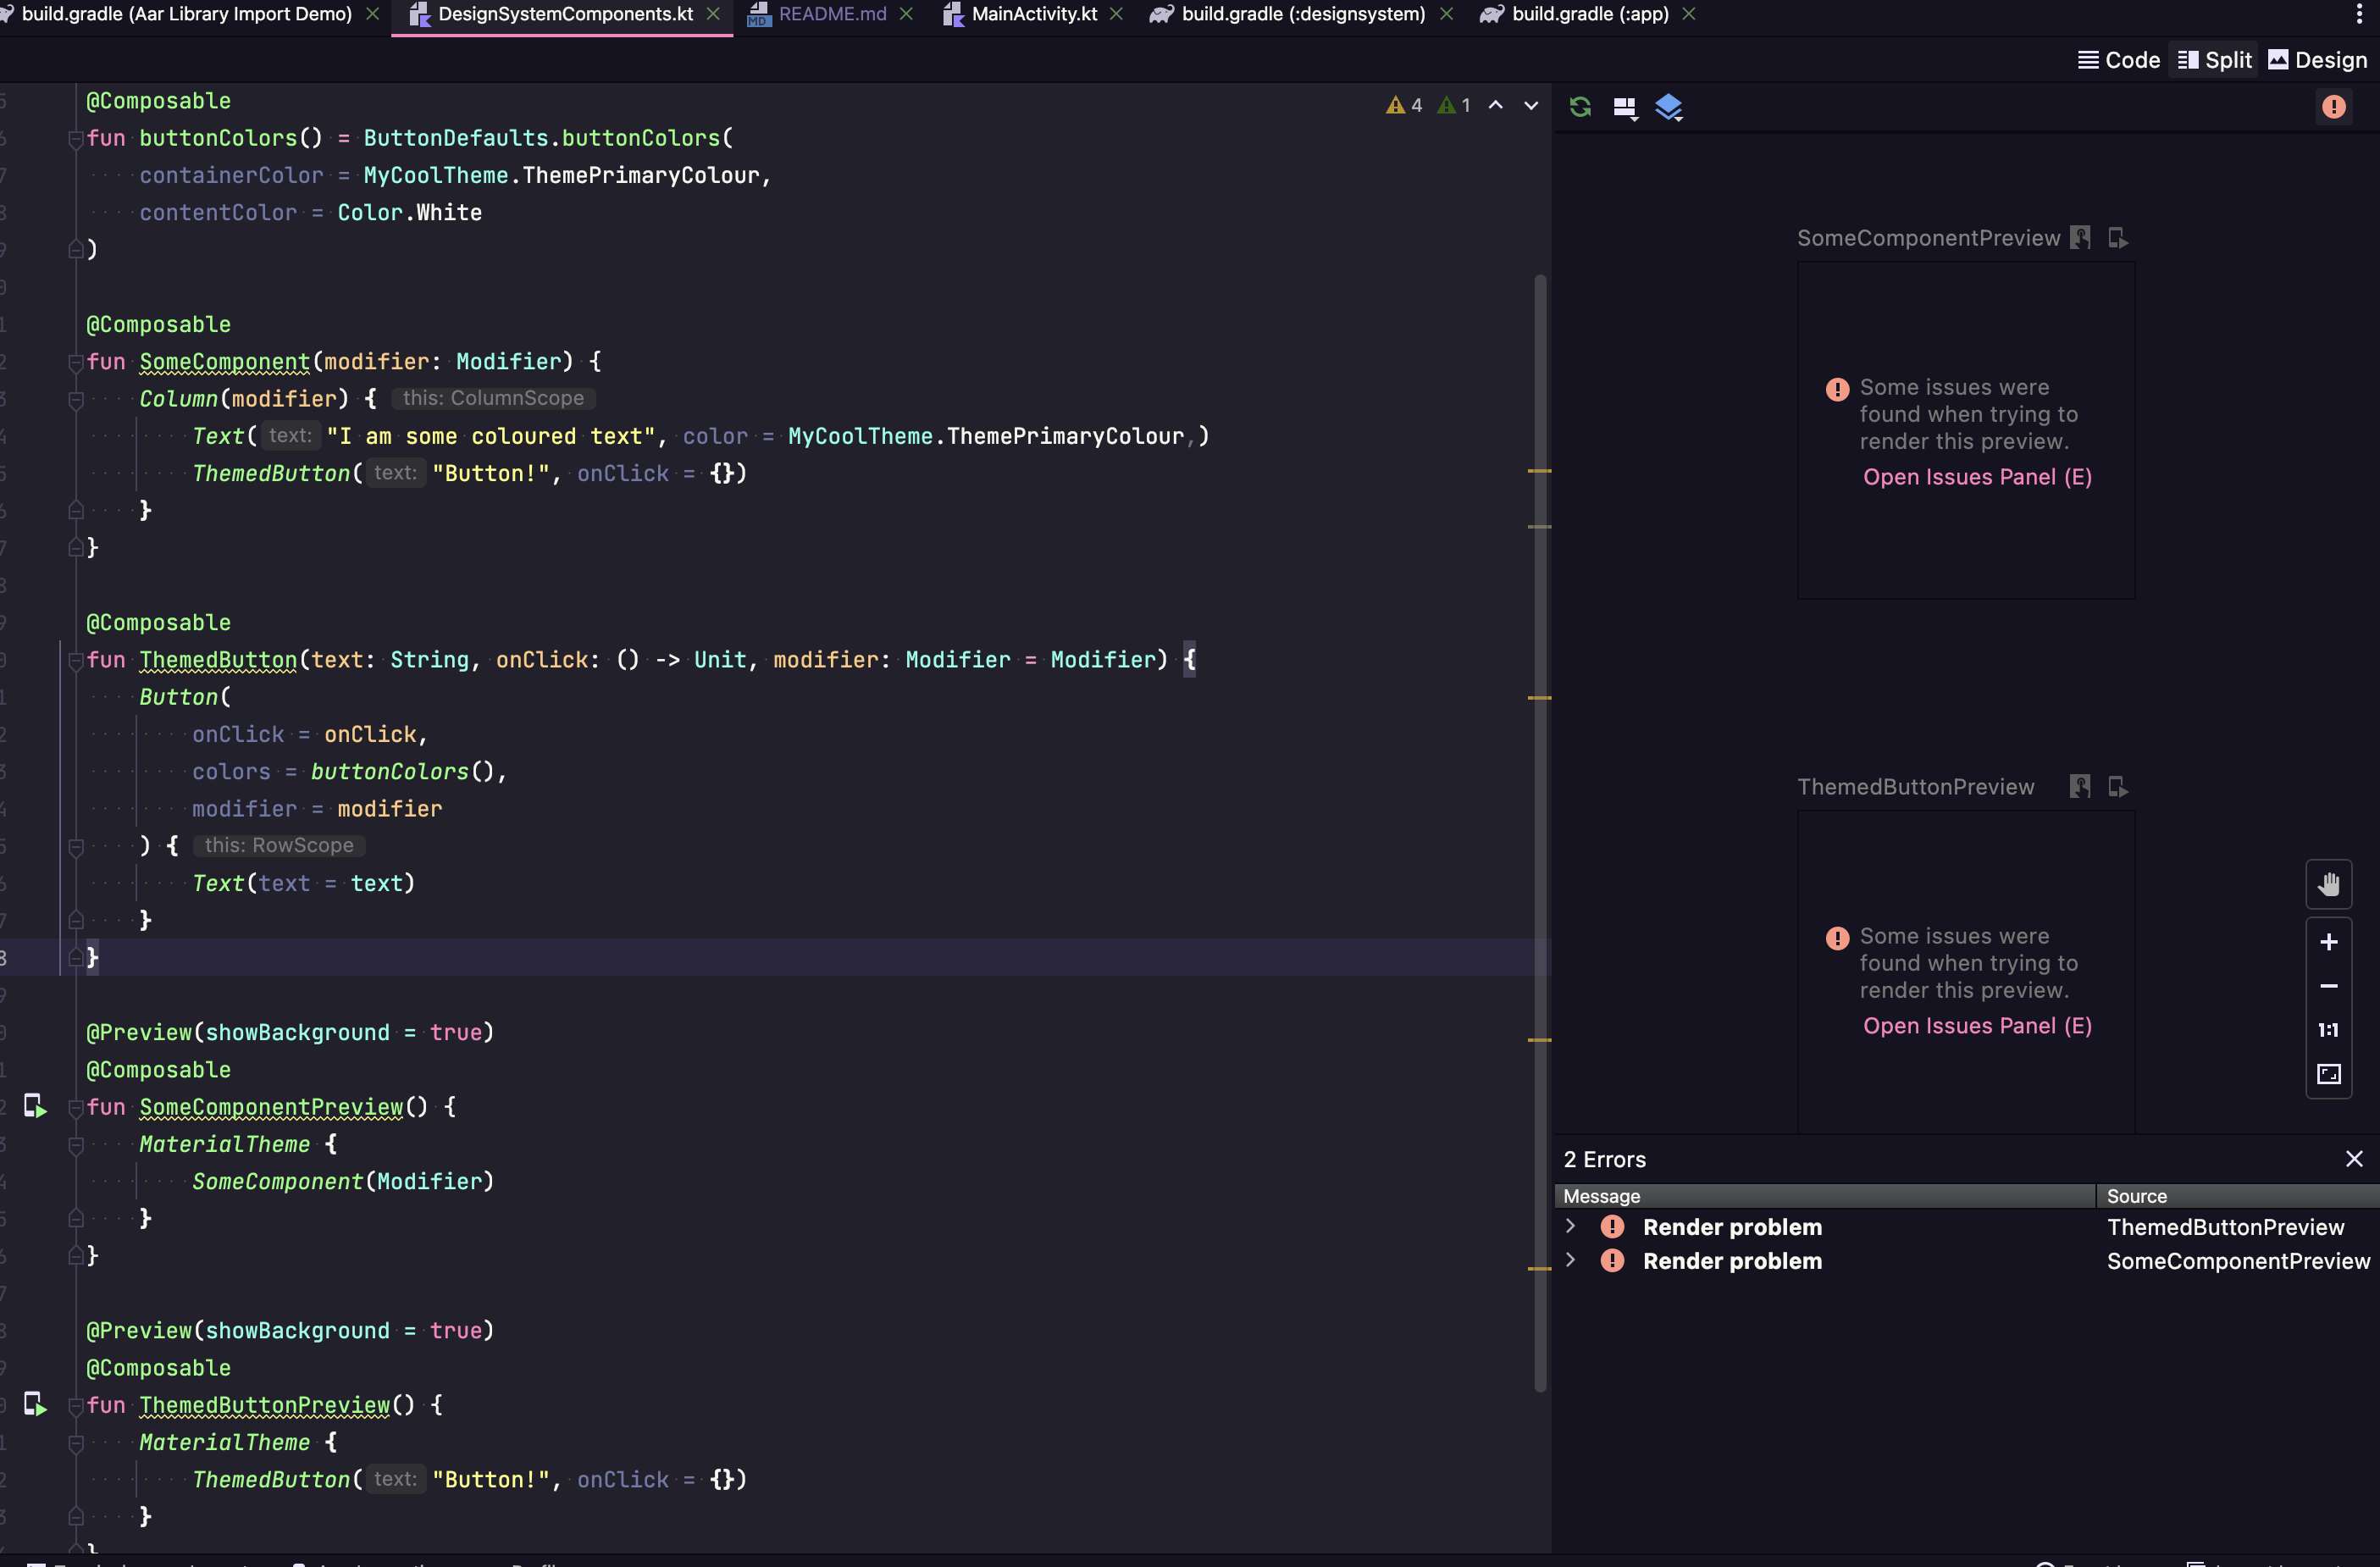 build.gradle (Aar Library Import Demo)
DesignSystemComponents.kt
README.md
MainActivity.kt
build.gradle (:designsystem)
build.gradle (:app)
Code
Split
Design
@Composable
4 1
fun buttonColors() = ButtonDefaults.buttonColors(
containerColor = MyCoolTheme.ThemePrimaryColour,
contentColor = Color.White
)
@Composable
fun SomeComponent(modifier: Modifier) {
Column(modifier) { this: ColumnScope
Text( text: "I am some coloured text", color = MyCoolTheme.ThemePrimaryColour,)
ThemedButton( text: "Button!", onClick = {})
}
}
@Composable
fun ThemedButton(text: String, onClick: () -> Unit, modifier: Modifier = Modifier) {
Button(
onClick = onClick,
colors = buttonColors(),
modifier = modifier
) { this: RowScope
Text(text = text)
}
}
@Preview(showBackground = true)
@Composable
fun SomeComponentPreview() {
MaterialTheme {
SomeComponent(Modifier)
}
}
@Preview(showBackground = true)
@Composable
fun ThemedButtonPreview() {
MaterialTheme {
ThemedButton( text: "Button!", onClick = {})
}
}
SomeComponentPreview
Some issues were
found when trying to
render this preview.
Open Issues Panel (E)
ThemedButtonPreview
Some issues were
found when trying to
render this preview.
Open Issues Panel (E)
1:1
2 Errors
Message Source
Render problem ThemedButtonPreview
Render problem SomeComponentPreview